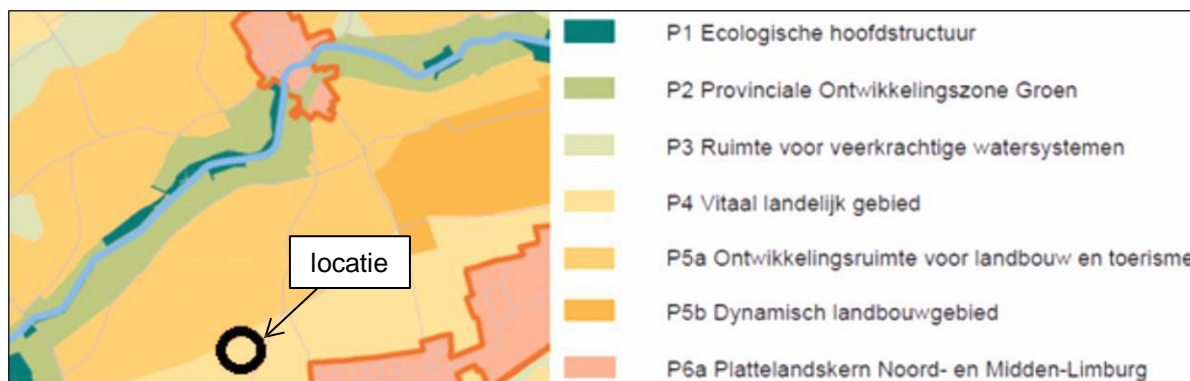 locatie
P1 Ecologische hoofdstructuur
P2 Provinciale Ontwikkelingszone Groen
P3 Ruimte voor veerkrachtige watersystemen
P4 Vitaal landelijk gebied
P5a Ontwikkelingsruimte voor landbouw en toerisme
P5b Dynamisch landbouwgebied
P6a Plattelandskern Noord- en Midden-Limburg